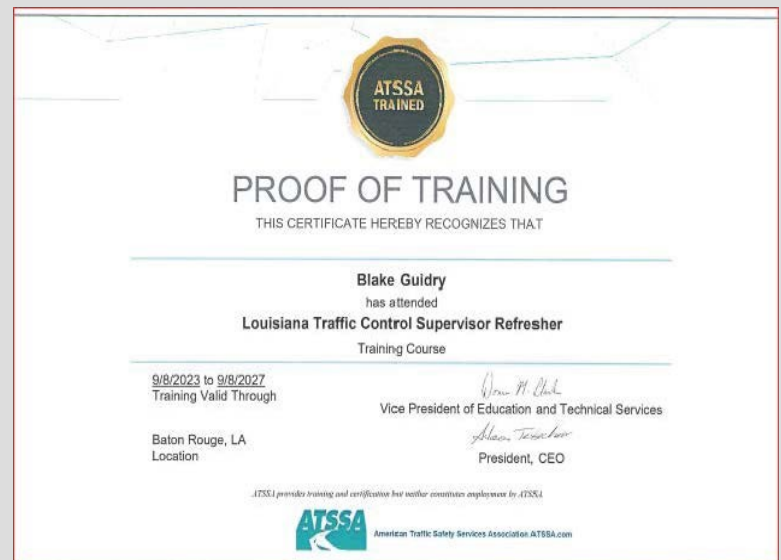 ATSSA
TRAINED
PROOF OF TRAINING
THIS CERTIFICATE HEREBY RECOGNIZES THAT
Blake Guidry
has attended
Louisiana Traffic Control Supervisor Refresher
Training Course
9/8/2023 to 9/8/2027
Training Valid Through
Vice President of Education and Technical Services
Baton Rouge, LA
Location
President, CEO
ATSSA provides training and certification but neither constitutes employment by ATSSA.
ATSSA
American Traffic Safety Services Association. ATSSA.com